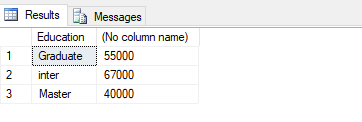 Results Messages
Education (No column name)
1 Graduate 55000
2 inter 67000
3 Master 40000